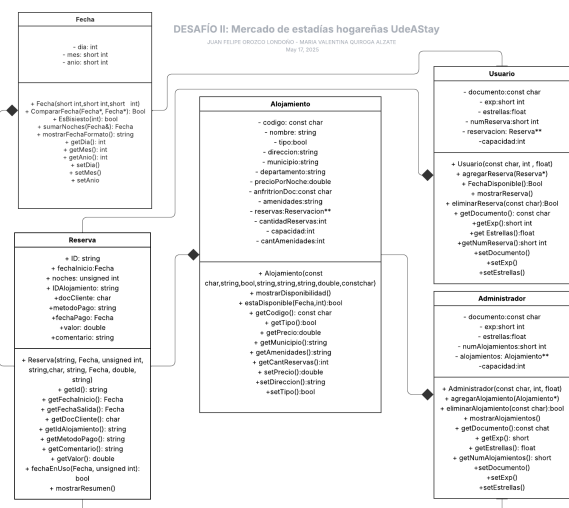 DESAFÍO II: Mercado de estadías hogareñas UdeAStay
JUAN FELIPE OROZCO LONDOÑO - MARIA VALENTINA QUIROGA ALZATE
May 17, 2025
Fecha
- dia: int
- mes: short int
- anio: short int
+ Fecha(short int,short int,short int)
+ CompararFecha(Fecha*, Fecha*): Bool
+ EsBisiesto(int): bool
+ sumarNoches(Fecha&): Fecha
+ mostrarFechaFormato(): string
+ getDia(): int
+ getMes(): int
+ getAnio(): int
+ setDia()
+ setMes()
+ setAnio
Reserva
+ ID: string
+ fechaInicio:Fecha
+ noches: unsigned int
+ IDAlojamiento: string
+docCliente: char
+metodoPago: string
+fechaPago: Fecha
+valor: double
+comentario: string
+ Reserva(string, Fecha, unsigned int,
string,char, string, Fecha, double,
string)
+ getId(): string
+ getFechaInicio(): Fecha
+ getFechaSalida(): Fecha
+ getDocCliente(): char
+ getIdAlojamiento(): string
+ getMetodoPago(): string
+ getComentario(): string
+ getValor(): double
+ fechaEnUso(Fecha, unsigned int):
bool
+ mostrarResumen()
Alojamiento
- codigo: const char
- nombre: string
- tipo:bool
- direccion:string
- municipio:string
- departamento:string
- precioPorNoche:double
- anfritrionDoc:const char
- amenidades:string
- reservas:Reservacion**
- cantidadReservas:int
- capacidad:int
- cantAmenidades:int
+ Alojamiento(const
char,string,bool,string,string,string,double,constchar)
+ mostrarDisponibilidad()
+ estaDisponible(Fecha,int):bool
+ getCodigo(): const char
+ getTipo():bool
+ getPrecio:double
+ getMunicipio():string
+ getAmenidades():string
+ getCantReservas():int
+ setPrecio():double
+setDireccion():string
+setTipo():bool
Usuario
- documento:const char
- exp:short int
- estrellas:float
- numReserva:short int
- reservacion: Reserva**
-capacidad:int
+ Usuario(const char, int , float)
+ agregarReserva(Reserva*)
+ FechaDisponible():Bool
+ mostrarReserva()
+ eliminarReserva(const char):Bool
+ getDocumento(): const char
+getExp():short int
+get Estrellas():float
+getNumReserva():short int
+setDocumento()
+setExp()
+setEstrellas()
Administrador
- documento:const char
- exp:short int
- estrellas:float
- numAlojamientos:short int
- alojamientos: Alojamiento**
-capacidad:int
+ Administrador(const char, int, float)
+ agregarAlojamiento(Alojamiento*)
+ eliminarAlojamiento(const char):bool
+ mostrarAlojamientos()
+ getDocumento():const chat
+ getExp(): short
+ getEstrellas(): float
+ getNumAlojamientos(): short
+setDocumento()
+setExp()
+setEstrellas()